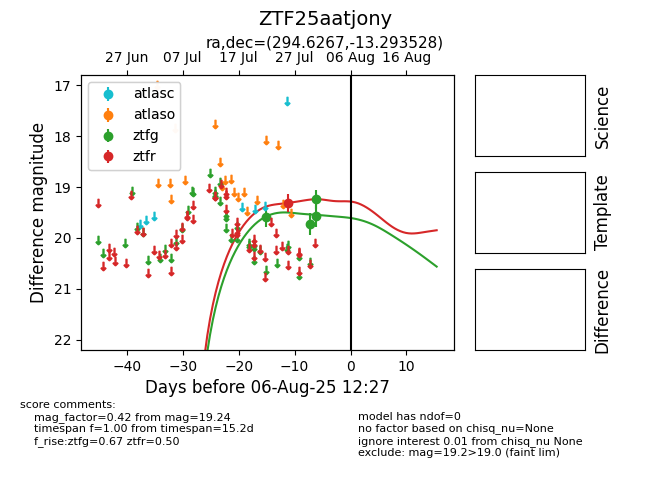 ZTF25aatjony
ra,dec=(294.6267,-13.293528)
27 Jun 07 Jul 17 Jul 27 Jul 06 Aug 16 Aug
atlasc
atlaso
ztfg
ztfr
17
18
19
20
21
22
Difference magnitude
−40 −30 −20 −10 0 10
Days before 06-Aug-25 12:27
Science
Template
Difference
score comments:
mag_factor=0.42 from mag=19.24
timespan f=1.00 from timespan=15.2d
f_rise:ztfg=0.67 ztfr=0.50
model has ndof=0
no factor based on chisq_nu=None
ignore interest 0.01 from chisq_nu None
exclude: mag=19.2>19.0 (faint lim)